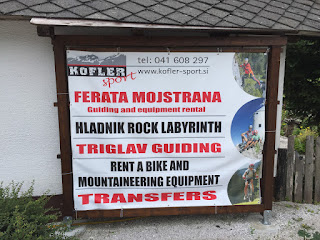 KOFLER
sport
tel: 041 608 297
www.kofler-sport.si
FERATA MOJSTRANA
Guiding and equipment rental
HLADNIK ROCK LABYRINTH
TRIGLAV GUIDING
RENT A BIKE AND
MOUNTAINEERING EQUIPMENT
TRANSFERS